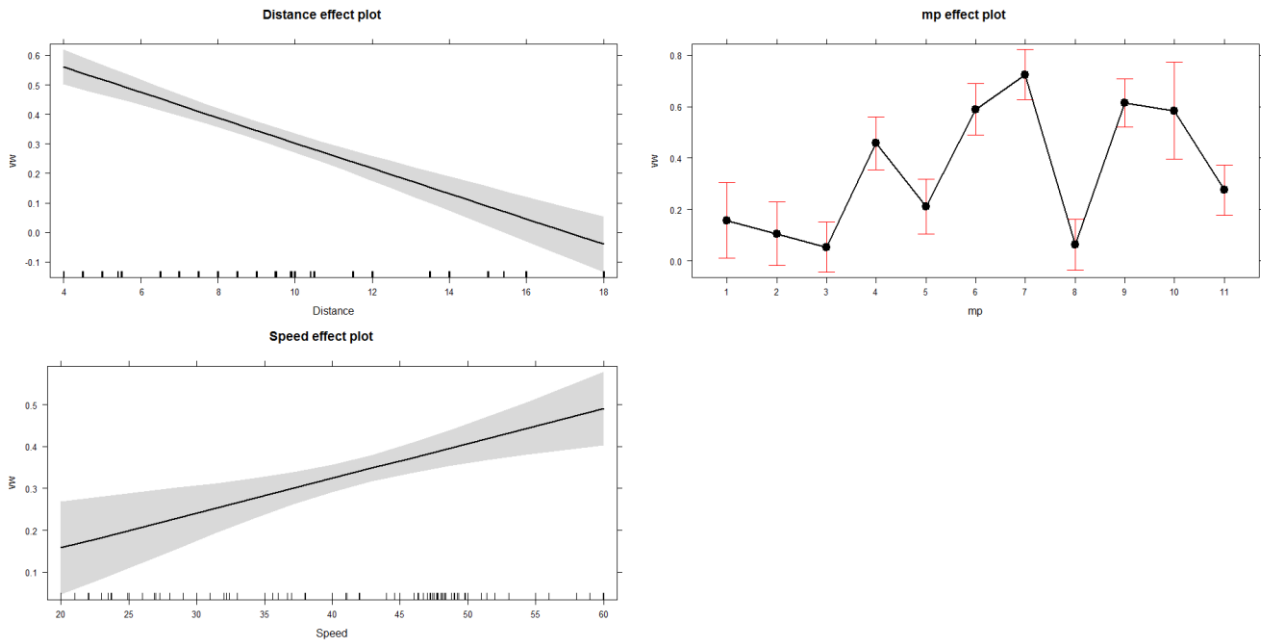 Distance effect plot
0.6
0.5
0.4
0.3
0.2
0.1
0.0
-0.1
vw
4 6 8 10 12 14 16 18
Distance
mp effect plot
0.8
0.6
0.4
0.2
0.0
vw
1 2 3 4 5 6 7 8 9 10 11
mp
Speed effect plot
0.5
0.4
0.3
0.2
0.1
vw
20 25 30 35 40 45 50 55 60
Speed